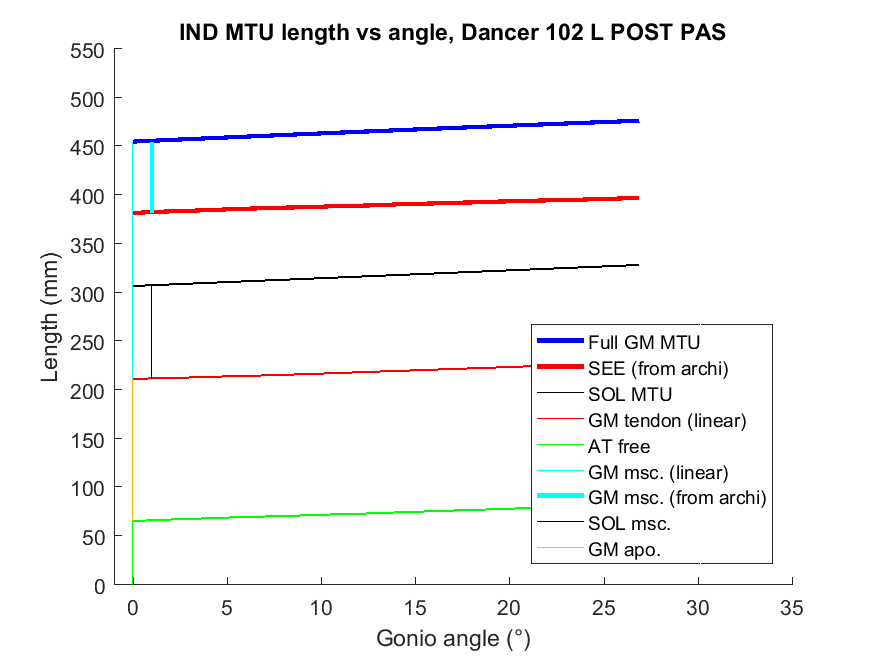 IND MTU length vs angle, Dancer 102 L POST PAS
550
500
450
400
350
300
250
200
150
100
50
0
Length (mm)
Full GM MTU
SEE (from archi)
SOL MTU
GM tendon (linear)
AT free
GM msc. (linear)
GM msc. (from archi)
SOL msc.
GM apo.
0 5 10 15 20 25 30 35
Gonio angle (°)